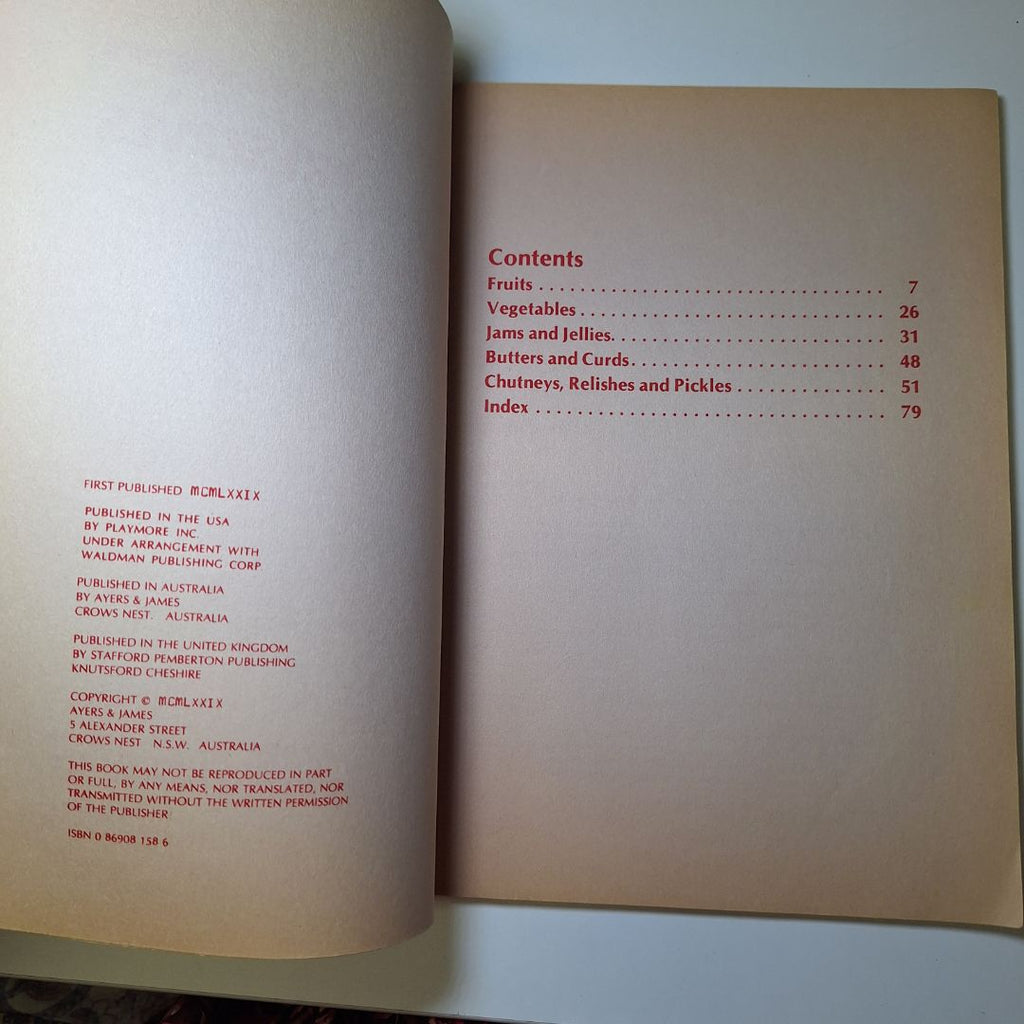 FIRST PUBLISHED MCMLXXIX
PUBLISHED IN THE USA
BY PLAYMORE INC.
UNDER ARRANGEMENT WITH
WALDMAN PUBLISHING CORP.
PUBLISHED IN AUSTRALIA
BY AYERS & JAMES
CROWS NEST. AUSTRALIA
PUBLISHED IN THE UNITED KINGDOM
BY STAFFORD PEMBERTON PUBLISHING
KNUTSFORD CHESHIRE
COPYRIGHT © MCMLXXIX
AYERS & JAMES
5 ALEXANDER STREET
CROWS NEST N.S.W. AUSTRALIA
THIS BOOK MAY NOT BE REPRODUCED IN PART
OR FULL, BY ANY MEANS, NOR TRANSLATED, NOR
TRANSMITTED WITHOUT THE WRITTEN PERMISSION
OF THE PUBLISHER.
ISBN 0 86908 158 6
Contents
Fruits . . . . . . . . . . . . . . . . . . . . . . . . . . . . . . . . . . 7
Vegetables . . . . . . . . . . . . . . . . . . . . . . . . . . . . . . 26
Jams and Jellies. . . . . . . . . . . . . . . . . . . . . . . . . . . 31
Butters and Curds. . . . . . . . . . . . . . . . . . . . . . . . . 48
Chutneys, Relishes and Pickles . . . . . . . . . . . . . . . 51
Index . . . . . . . . . . . . . . . . . . . . . . . . . . . . . . . . . . 79